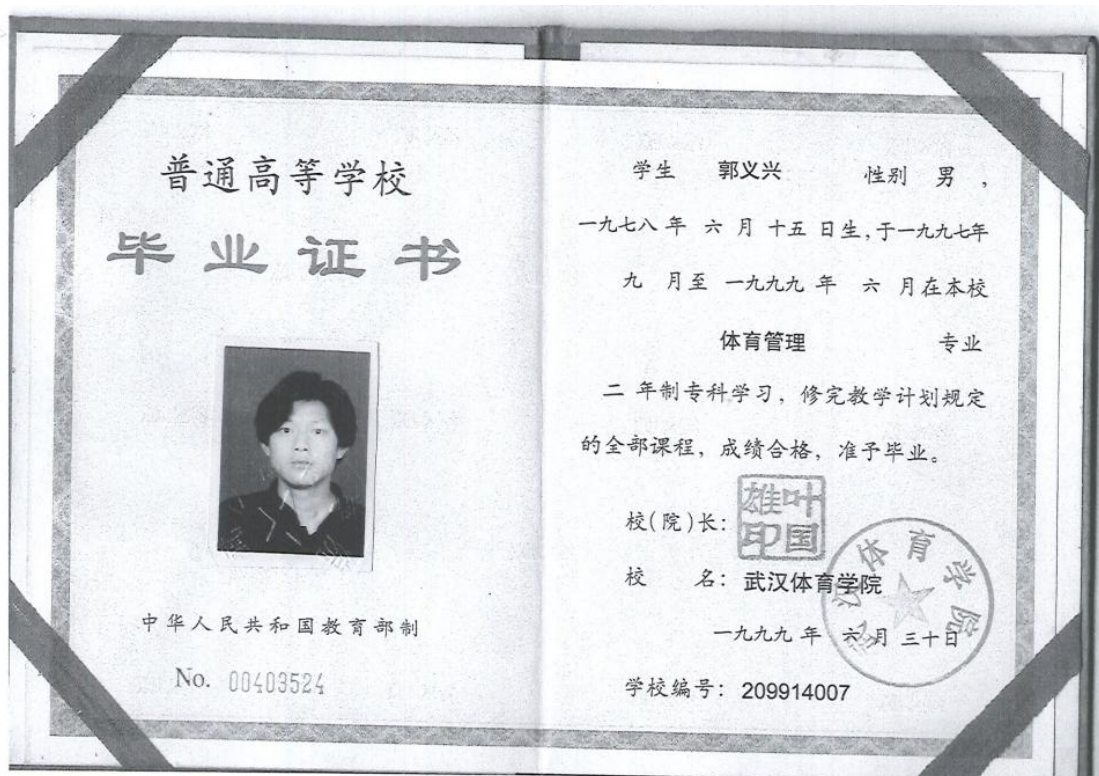 普通高等学校
毕业证书
中华人民共和国教育部制
No. 00403524
学生 郭义兴 性别 男 ,
一九七八 年 六 月 十五 日生,于一九九七年
九 月至 一九九九 年 六 月在本校
体育管理 专业
二 年制专科学习, 修完教学计划规定
的全部课程, 成绩合格, 准予毕业。
校(院)长:
雄叶
印国
校 名: 武汉体育学院
武汉体育学院
一九九九 年 六 月 三十日
学校编号: 209914007